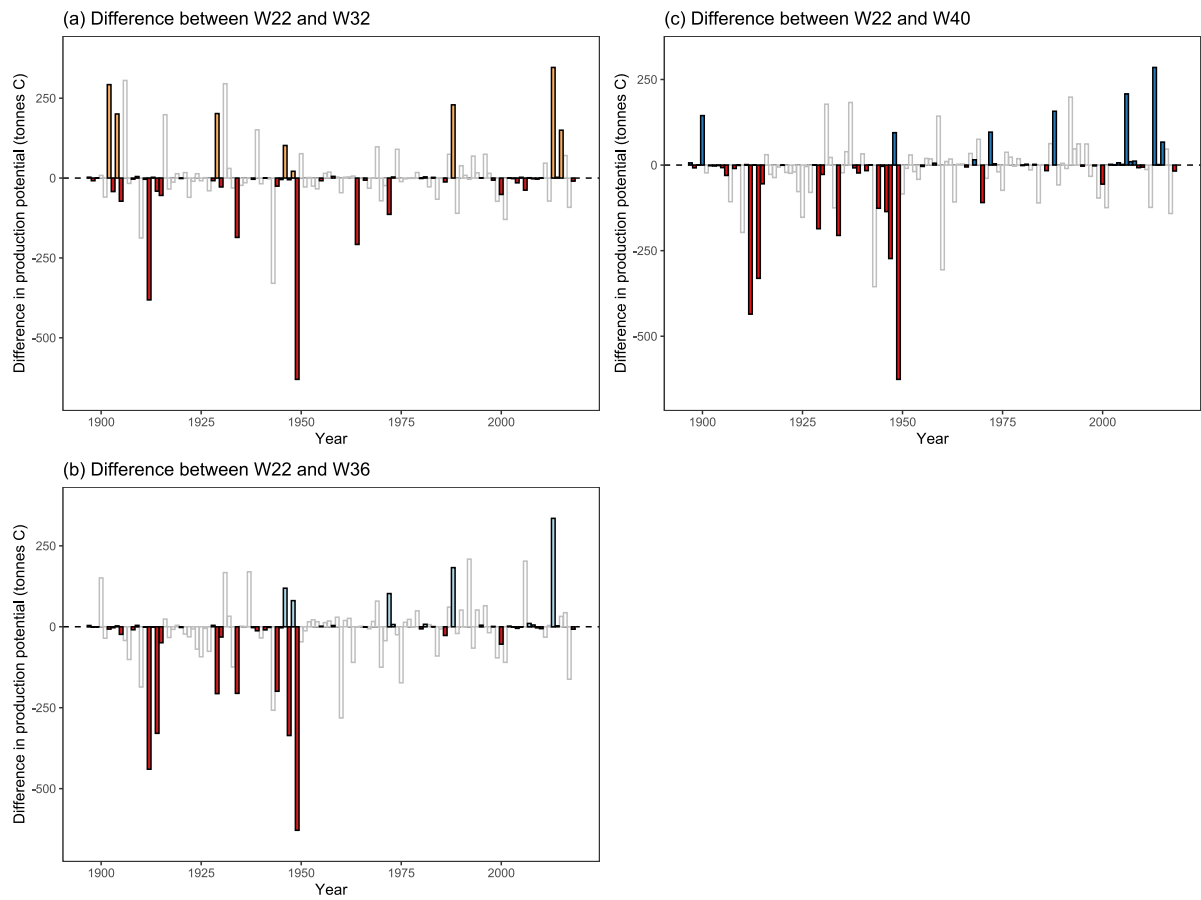 (a) Difference between W22 and W32
Difference in production potential (tonnes C)
250
0
-250
-500
1900 1925 1950 1975 2000
Year
(c) Difference between W22 and W40
Difference in production potential (tonnes C)
250
0
-250
-500
1900 1925 1950 1975 2000
Year
(b) Difference between W22 and W36
Difference in production potential (tonnes C)
250
0
-250
-500
1900 1925 1950 1975 2000
Year